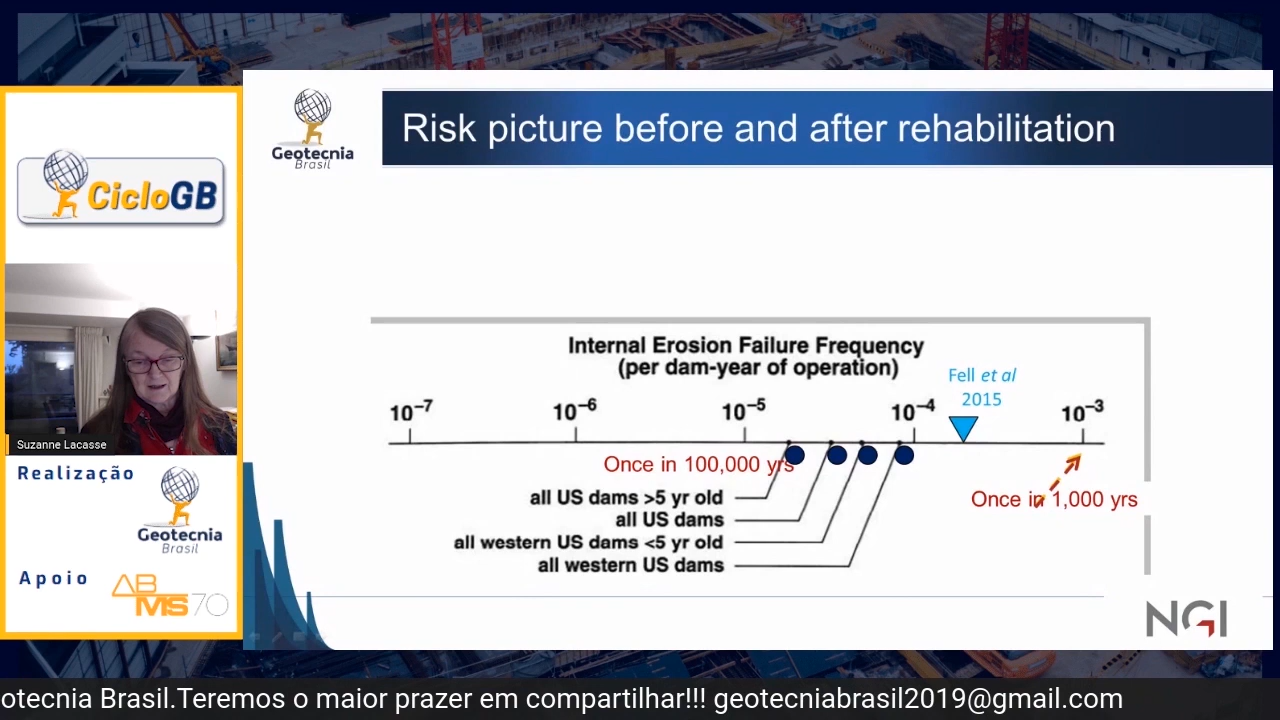 Geotecnia
Brasil
Risk picture before and after rehabilitation
CicloGB
Suzanne Lacasse
Realização
Geotecnia
Brasil
Apoio
ABMS70
Internal Erosion Failure Frequency
(per dam-year of operation)
Fell et al
2015
10⁻⁷ 10⁻⁶ 10⁻⁵ 10⁻⁴ 10⁻³
Once in 100,000 yrs
all US dams >5 yr old
all US dams
all western US dams <5 yr old
all western US dams
Once in 1,000 yrs
NGI
otecnia Brasil.Teremos o maior prazer em compartilhar!!! geotecniabrasil2019@gmail.com